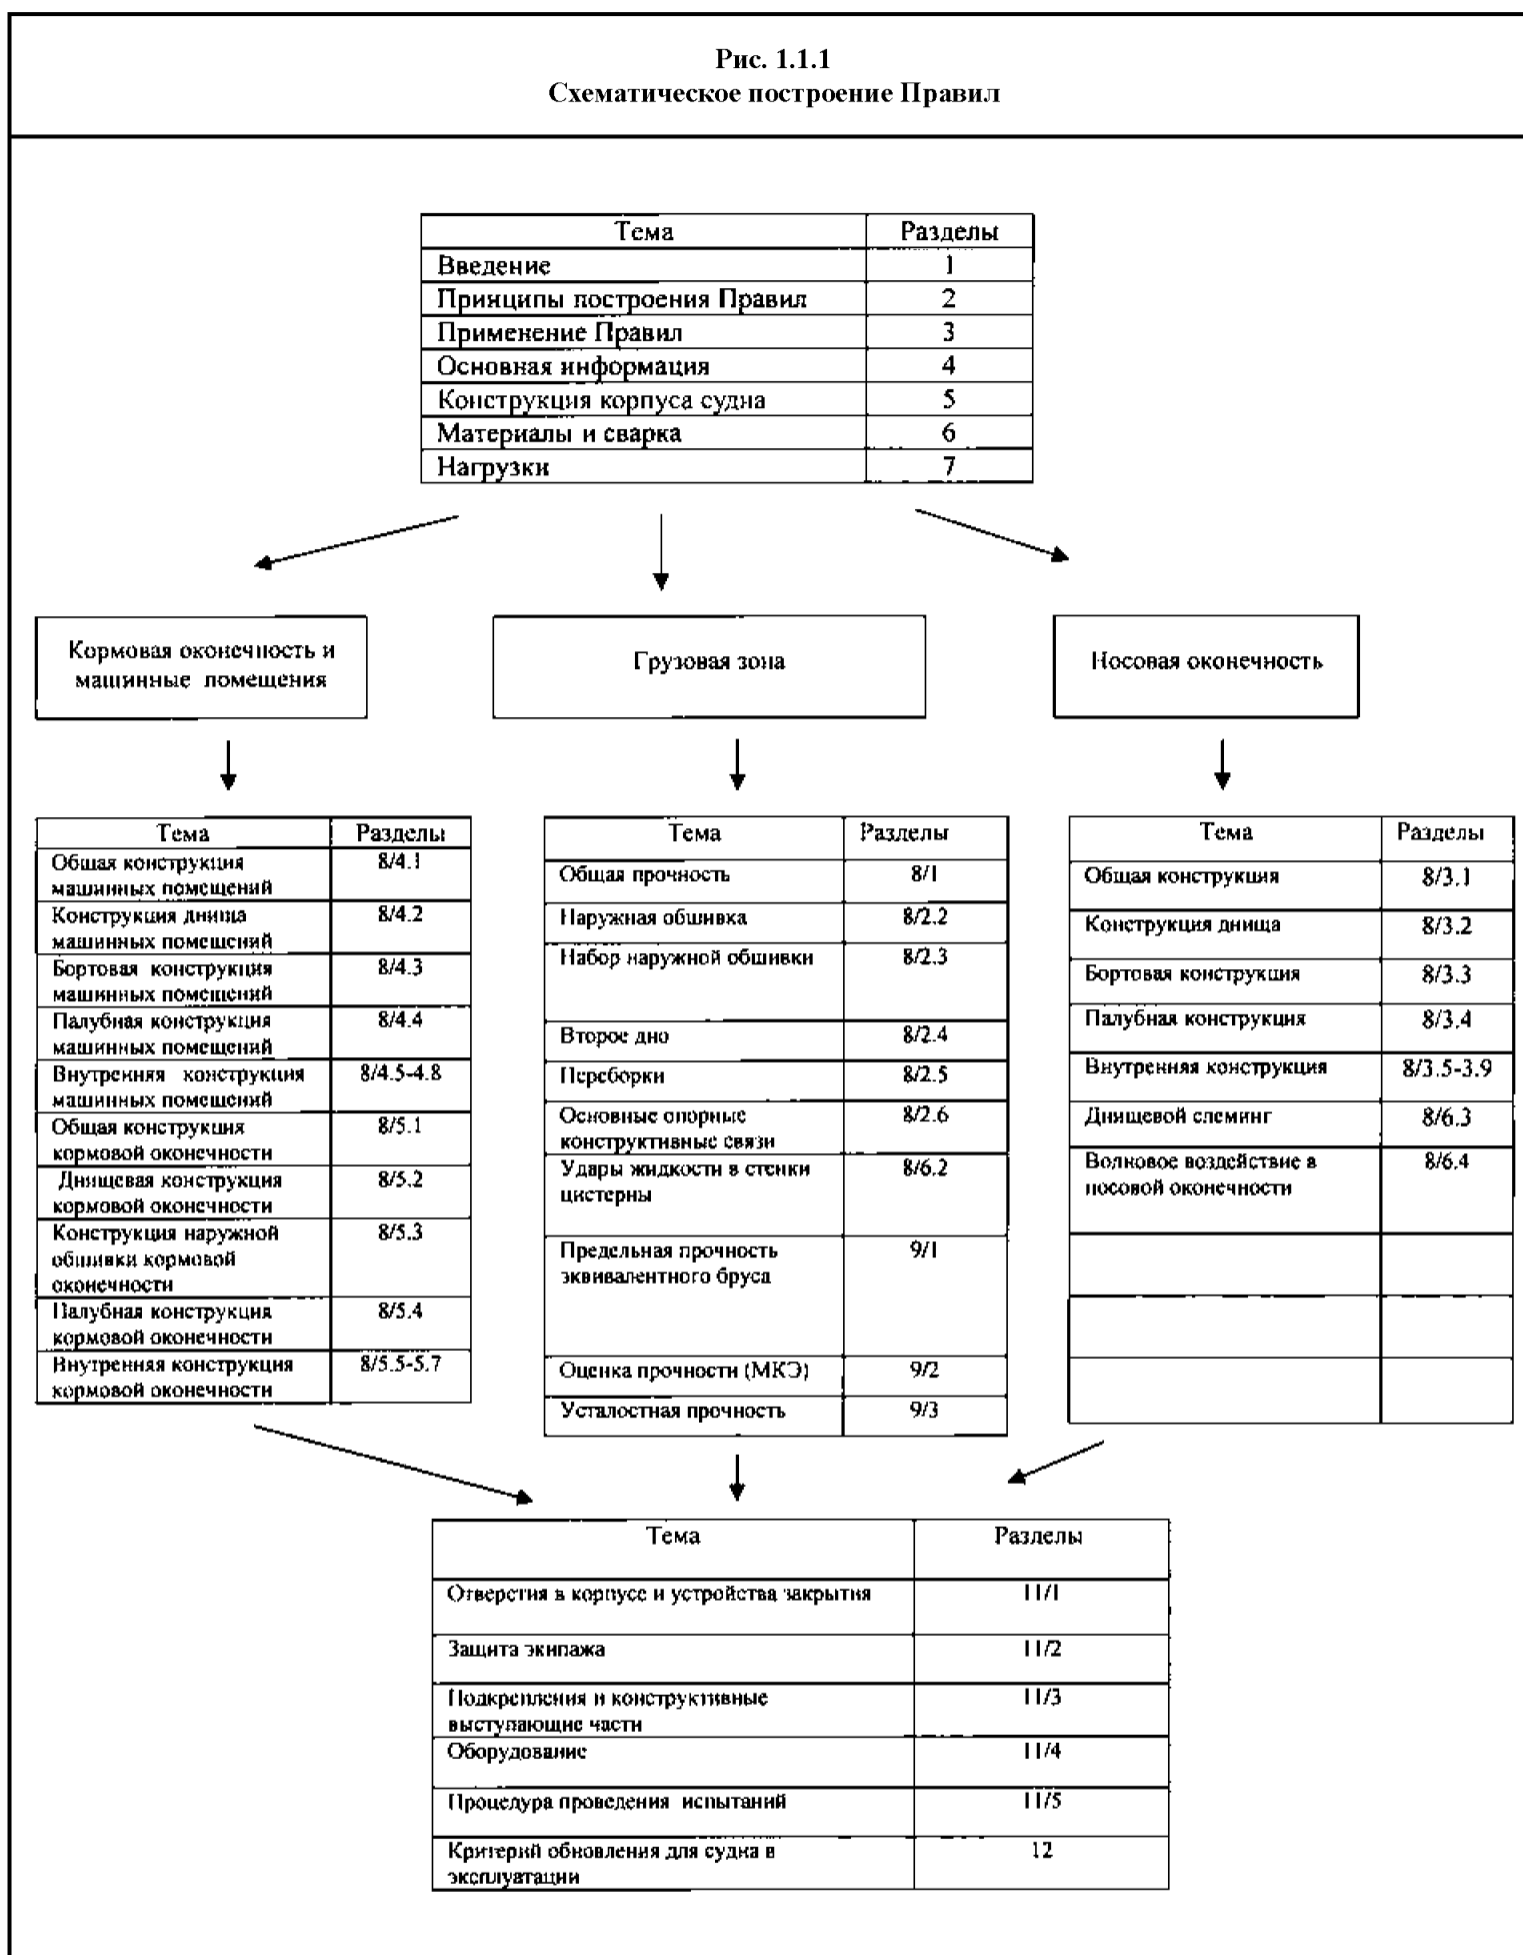 Рис. 1.1.1
Схематическое построение Правил
Тема Разделы
Введение 1
Принципы построения Правил 2
Применение Правил 3
Основная информация 4
Конструкция корпуса судна 5
Материалы и сварка 6
Нагрузки 7
Кормовая оконечность и
машинные помещения
Грузовая зона
Носовая оконечность
Тема Разделы
Общая конструкция 8/4.1
машинных помещений
Конструкция днища 8/4.2
машинных помещений
Бортовая конструкция 8/4.3
машинных помещений
Палубная конструкция 8/4.4
машинных помещений
Внутренняя конструкция 8/4.5-4.8
машинных помещений
Общая конструкция 8/5.1
кормовой оконечности
Днищевая конструкция 8/5.2
кормовой оконечности
Конструкция наружной 8/5.3
обшивки кормовой
оконечности
Палубная конструкция 8/5.4
кормовой оконечности
Внутренняя конструкция 8/5.5-5.7
кормовой оконечности
Тема Разделы
Общая прочность 8/1
Наружная обшивка 8/2.2
Набор наружной обшивки 8/2.3
Второе дно 8/2.4
Переборки 8/2.5
Основные опорные 8/2.6
конструктивные связи
Удары жидкости в стенки 8/6.2
цистерны
Предельная прочность 9/1
эквивалентного бруса
Оценка прочности (МКЭ) 9/2
Усталостная прочность 9/3
Тема Разделы
Общая конструкция 8/3.1
Конструкция днища 8/3.2
Бортовая конструкция 8/3.3
Палубная конструкция 8/3.4
Внутренняя конструкция 8/3.5-3.9
Днищевой слеминг 8/6.3
Волновое воздействие в 8/6.4
носовой оконечности
Тема Разделы
Отверстия в корпусе и устройства закрытия 11/1
Защита экипажа 11/2
Подкрепления и конструктивные 11/3
выступающие части
Оборудование 11/4
Процедура проведения испытаний 11/5
Критерий обновления для судна в 12
эксплуатации